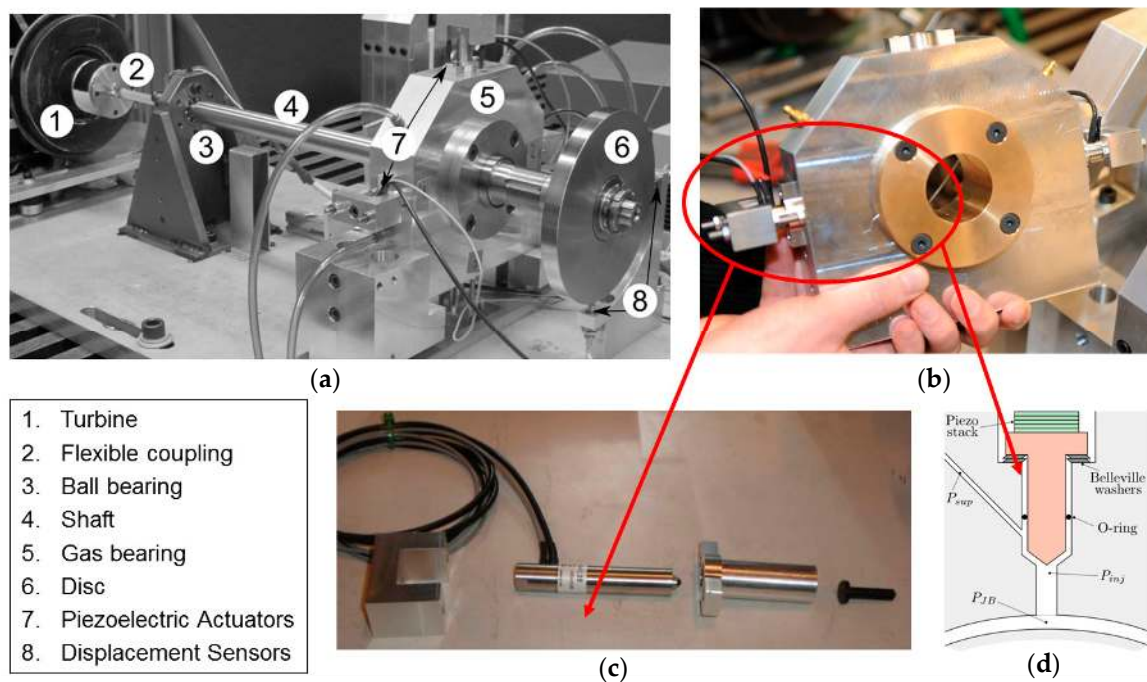 2
1
3
4
5
7
6
8
(a)
(b)
1. Turbine
2. Flexible coupling
3. Ball bearing
4. Shaft
5. Gas bearing
6. Disc
7. Piezoelectric Actuators
8. Displacement Sensors
(c)
Piezo
stack
P_sup
Belleville
washers
O-ring
P_inj
P_JB
(d)